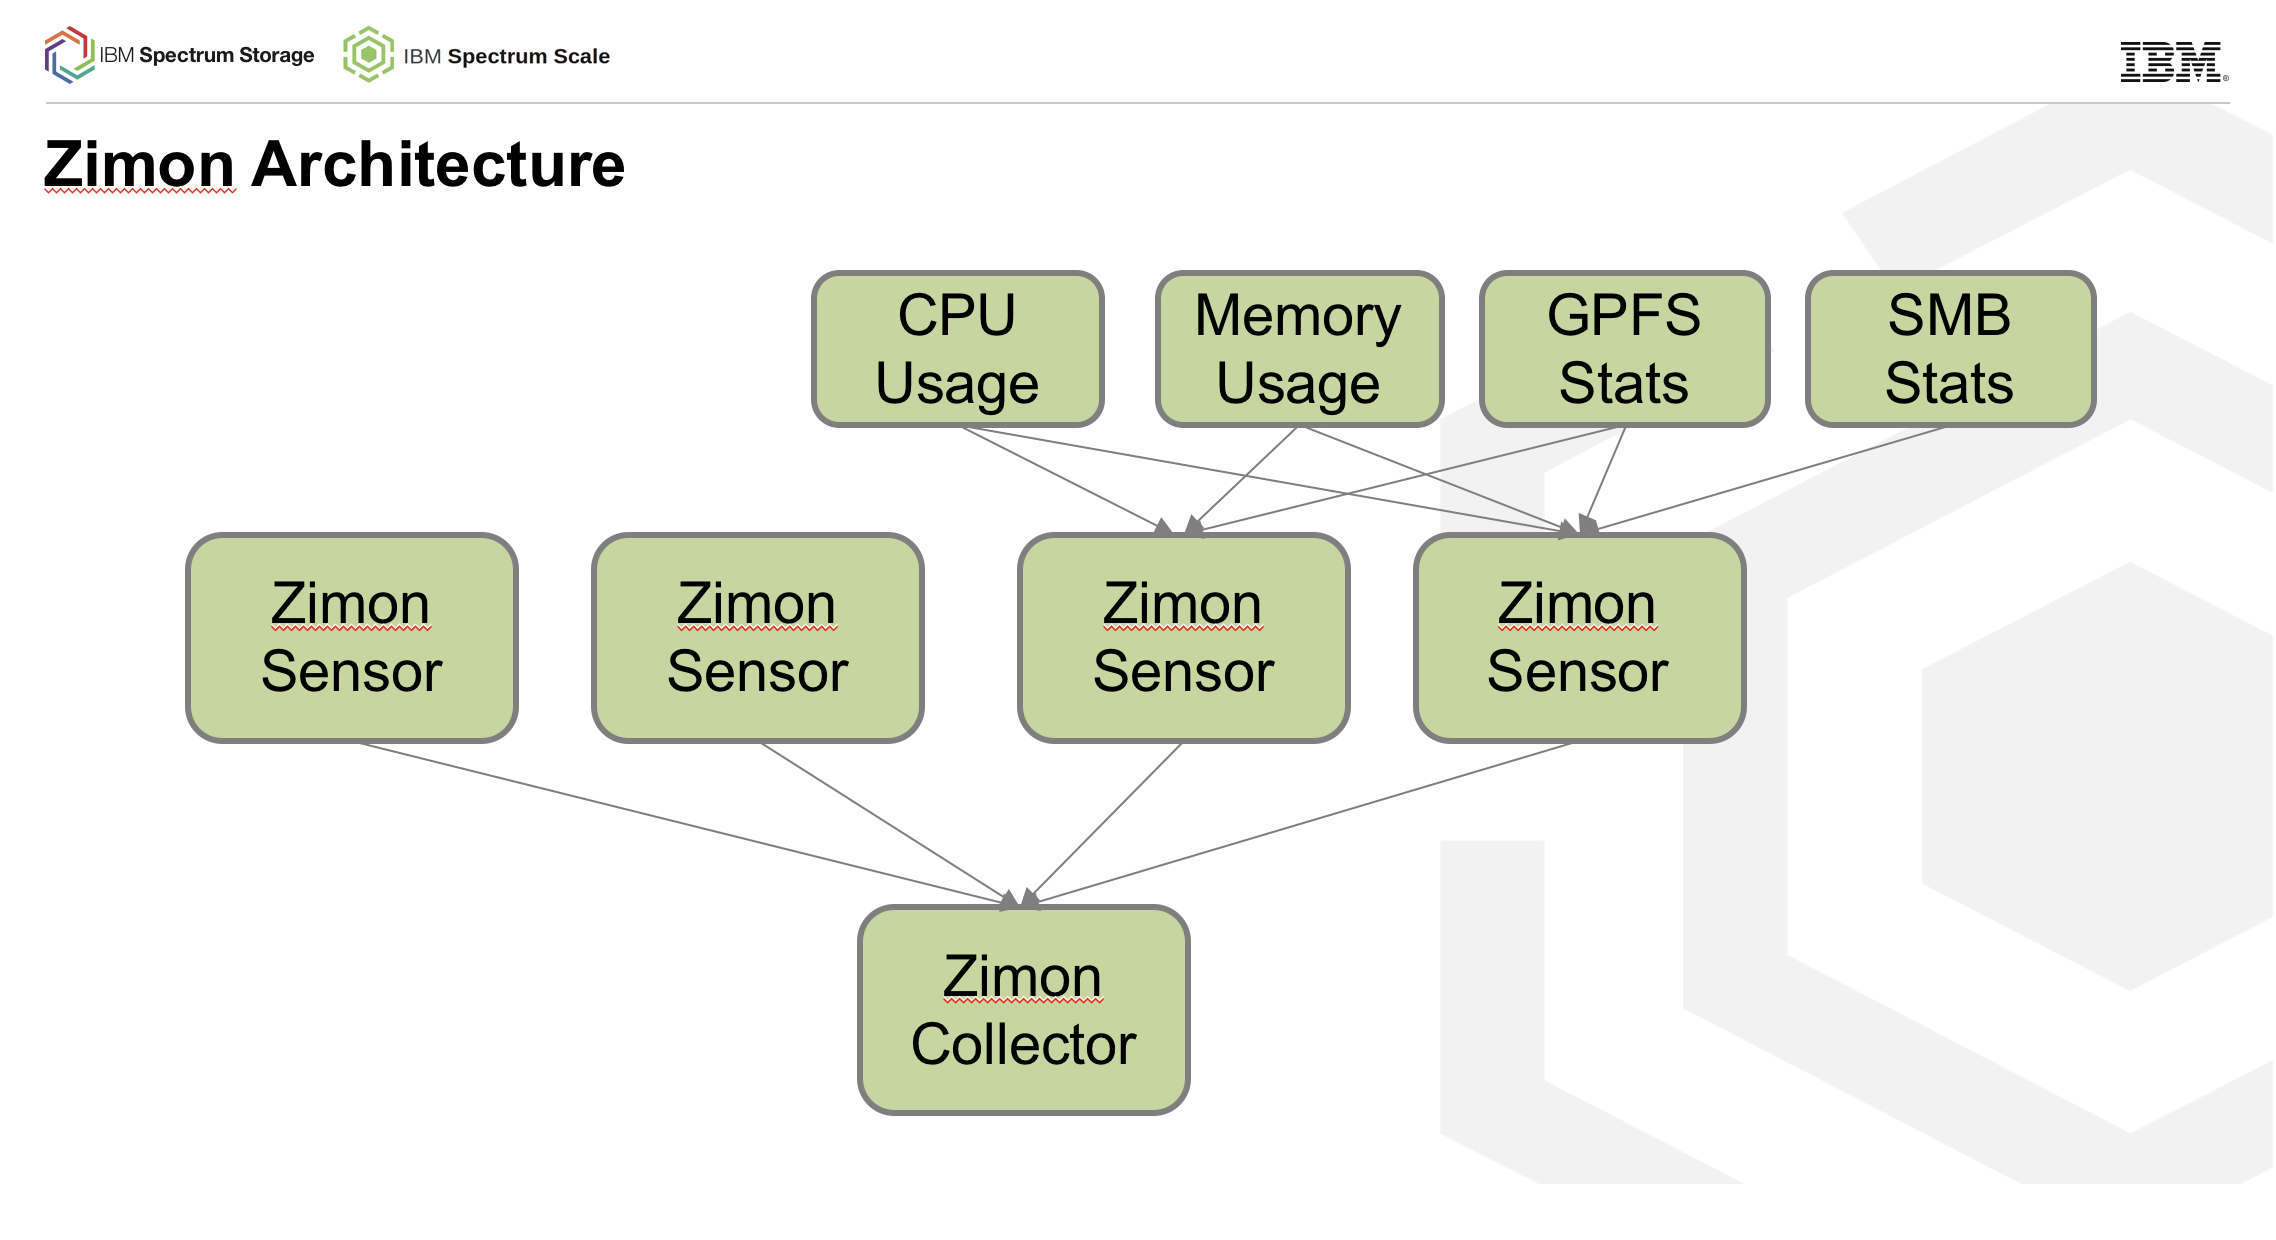 IBM Spectrum Storage
IBM Spectrum Scale
IBM®
Zimon Architecture
CPU
Usage
Memory
Usage
GPFS
Stats
SMB
Stats
Zimon
Sensor
Zimon
Sensor
Zimon
Sensor
Zimon
Sensor
Zimon
Collector